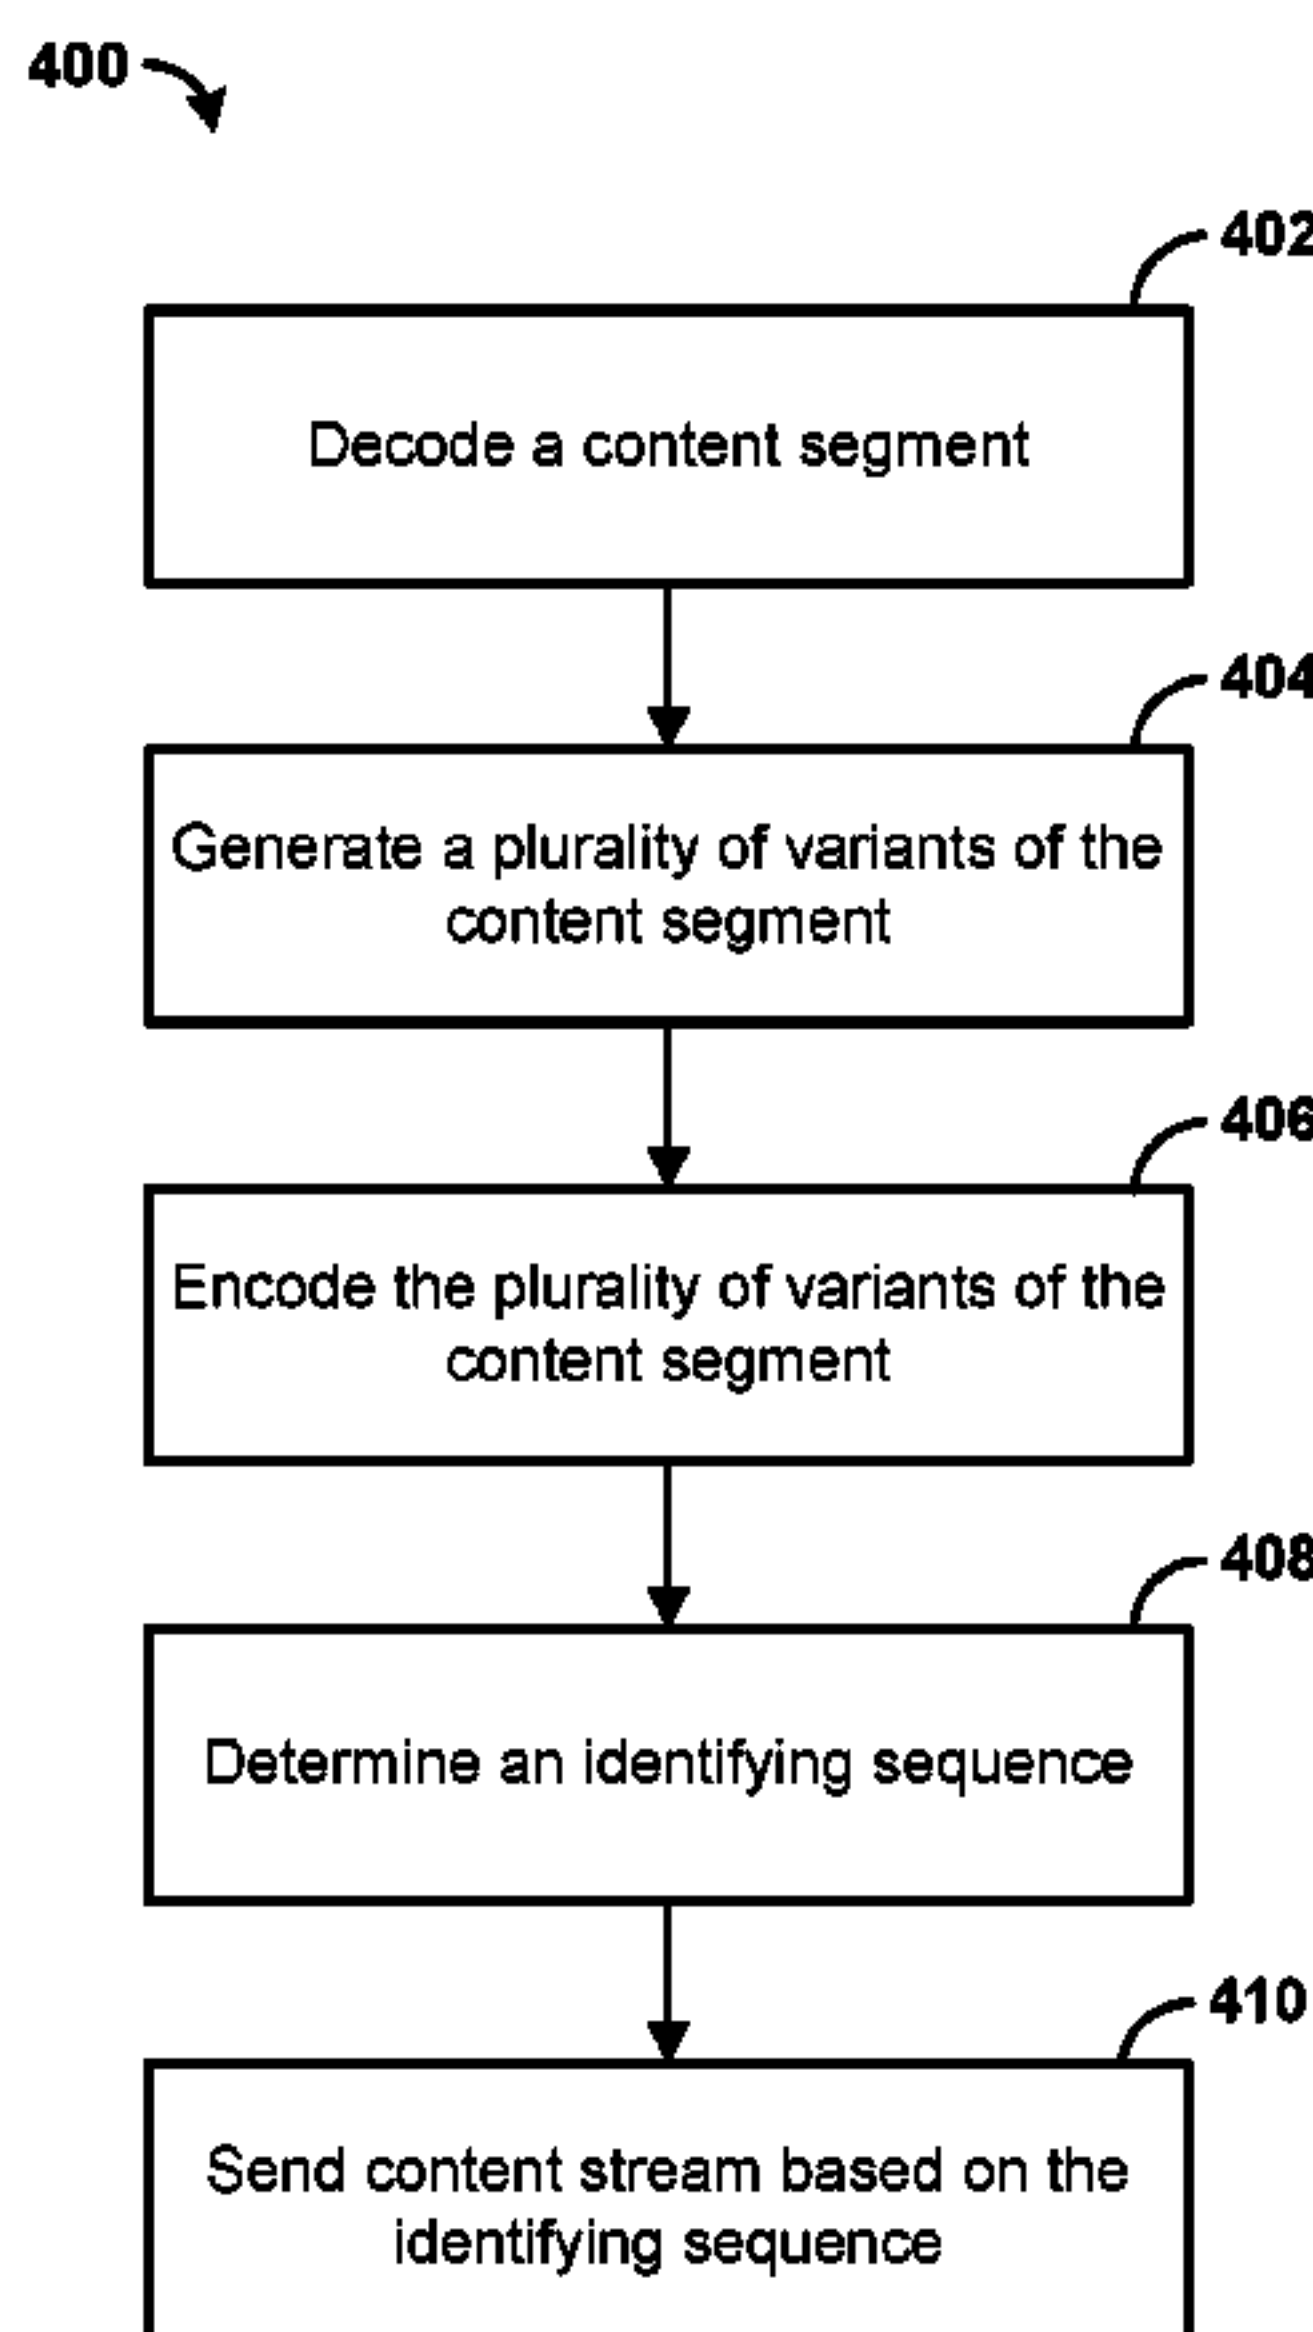 400
402
Decode a content segment
404
Generate a plurality of variants of the
content segment
406
Encode the plurality of variants of the
content segment
408
Determine an identifying sequence
410
Send content stream based on the
identifying sequence